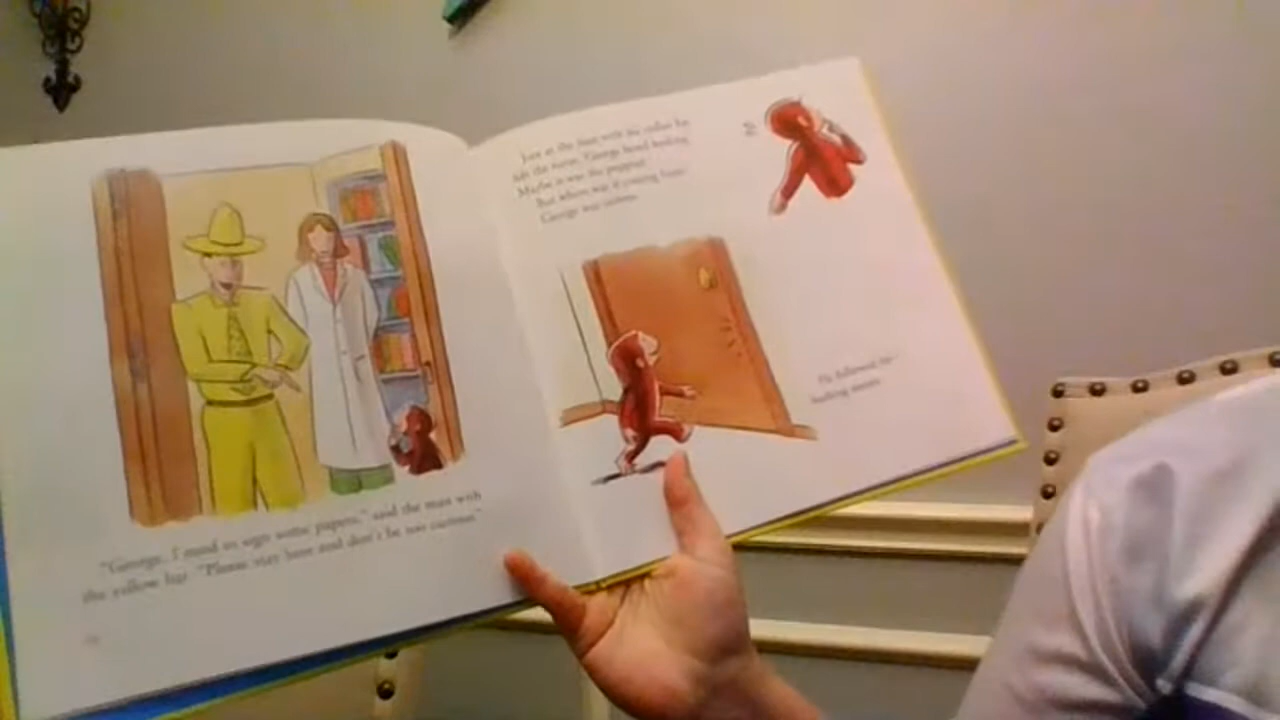 "George, I need to sign some papers," said the man with
the yellow hat. "Please stay here and don't be too curious."
Just as the man with the yellow hat
left the room, George heard barking.
Maybe it was the puppies!
But where was it coming from?
George was curious.
He followed the
barking sounds